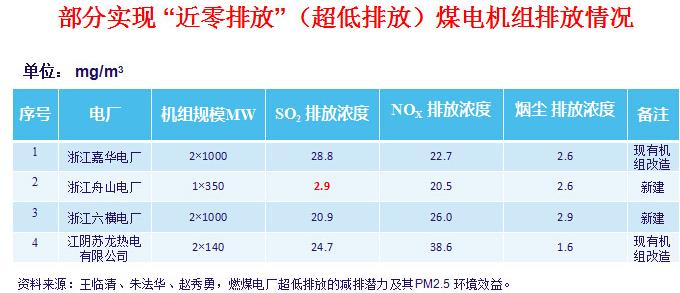 部分实现 “近零排放”（超低排放）煤电机组排放情况
单位： mg/m³
序号 电厂 机组规模MW SO₂ 排放浓度 NOX 排放浓度 烟尘 排放浓度 备注
1 浙江嘉华电厂 2×1000 28.8 22.7 2.6 现有机组改造
2 浙江舟山电厂 1×350 2.9 20.5 2.6 新建
3 浙江六横电厂 2×1000 20.9 26.0 2.9 新建
4 江阴苏龙热电有限公司 2×140 24.7 38.6 1.6 现有机组改造
资料来源：王临清、朱法华、赵秀勇，燃煤电厂超低排放的减排潜力及其PM2.5 环境效益。